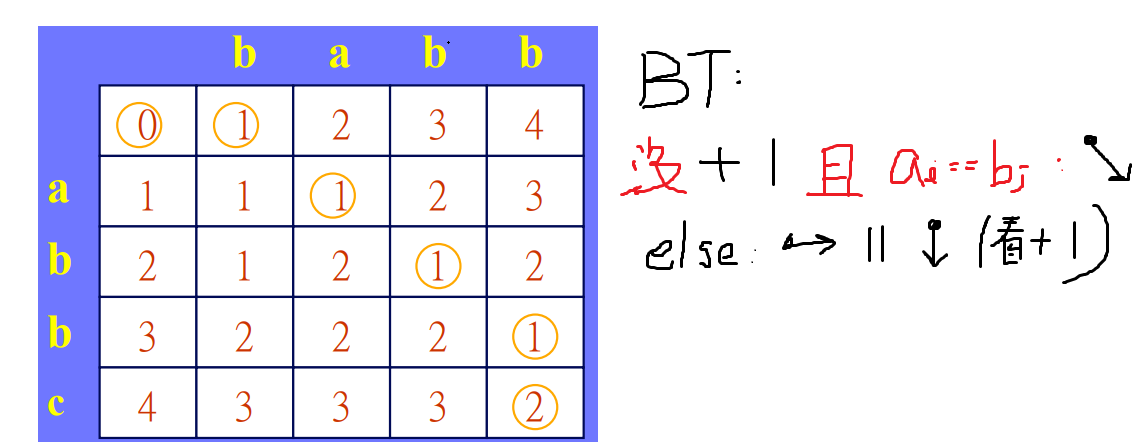 b a b b
0 1 2 3 4
a 1 1 1 2 3
b 2 1 2 1 2
b 3 2 2 2 1
c 4 3 3 3 2
BT:
没 + 1 且 ai == bj : ↘
else: → || ↓ (看+1)